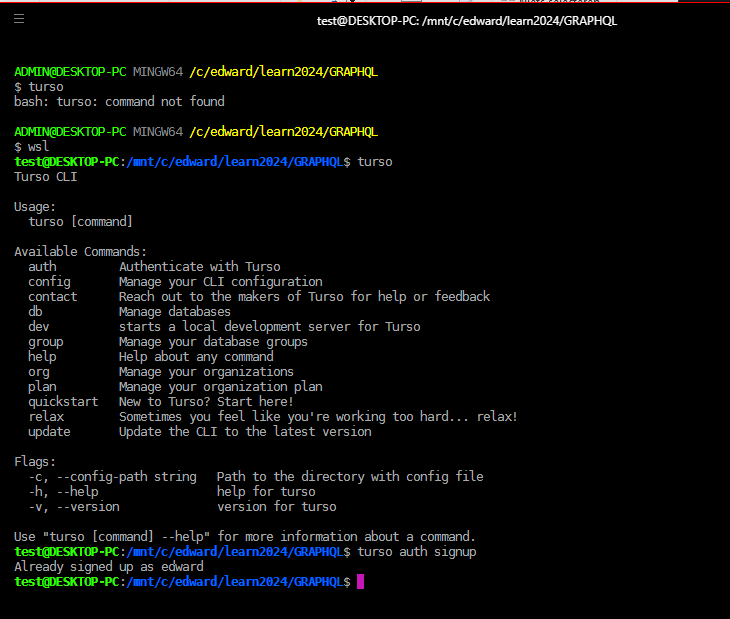 test@DESKTOP-PC: /mnt/c/edward/learn2024/GRAPHQL
ADMIN@DESKTOP-PC MINGW64 /c/edward/learn2024/GRAPHQL
$ turso
bash: turso: command not found
ADMIN@DESKTOP-PC MINGW64 /c/edward/learn2024/GRAPHQL
$ wsl
test@DESKTOP-PC:/mnt/c/edward/learn2024/GRAPHQL$ turso
Turso CLI
Usage:
  turso [command]
Available Commands:
  auth         Authenticate with Turso
  config       Manage your CLI configuration
  contact      Reach out to the makers of Turso for help or feedback
  db           Manage databases
  dev          starts a local development server for Turso
  group        Manage your database groups
  help         Help about any command
  org          Manage your organizations
  plan         Manage your organization plan
  quickstart   New to Turso? Start here!
  relax        Sometimes you feel like you're working too hard... relax!
  update       Update the CLI to the latest version
Flags:
  -c, --config-path string   Path to the directory with config file
  -h, --help                 help for turso
  -v, --version              version for turso
Use "turso [command] --help" for more information about a command.
test@DESKTOP-PC:/mnt/c/edward/learn2024/GRAPHQL$ turso auth signup
Already signed up as edward
test@DESKTOP-PC:/mnt/c/edward/learn2024/GRAPHQL$